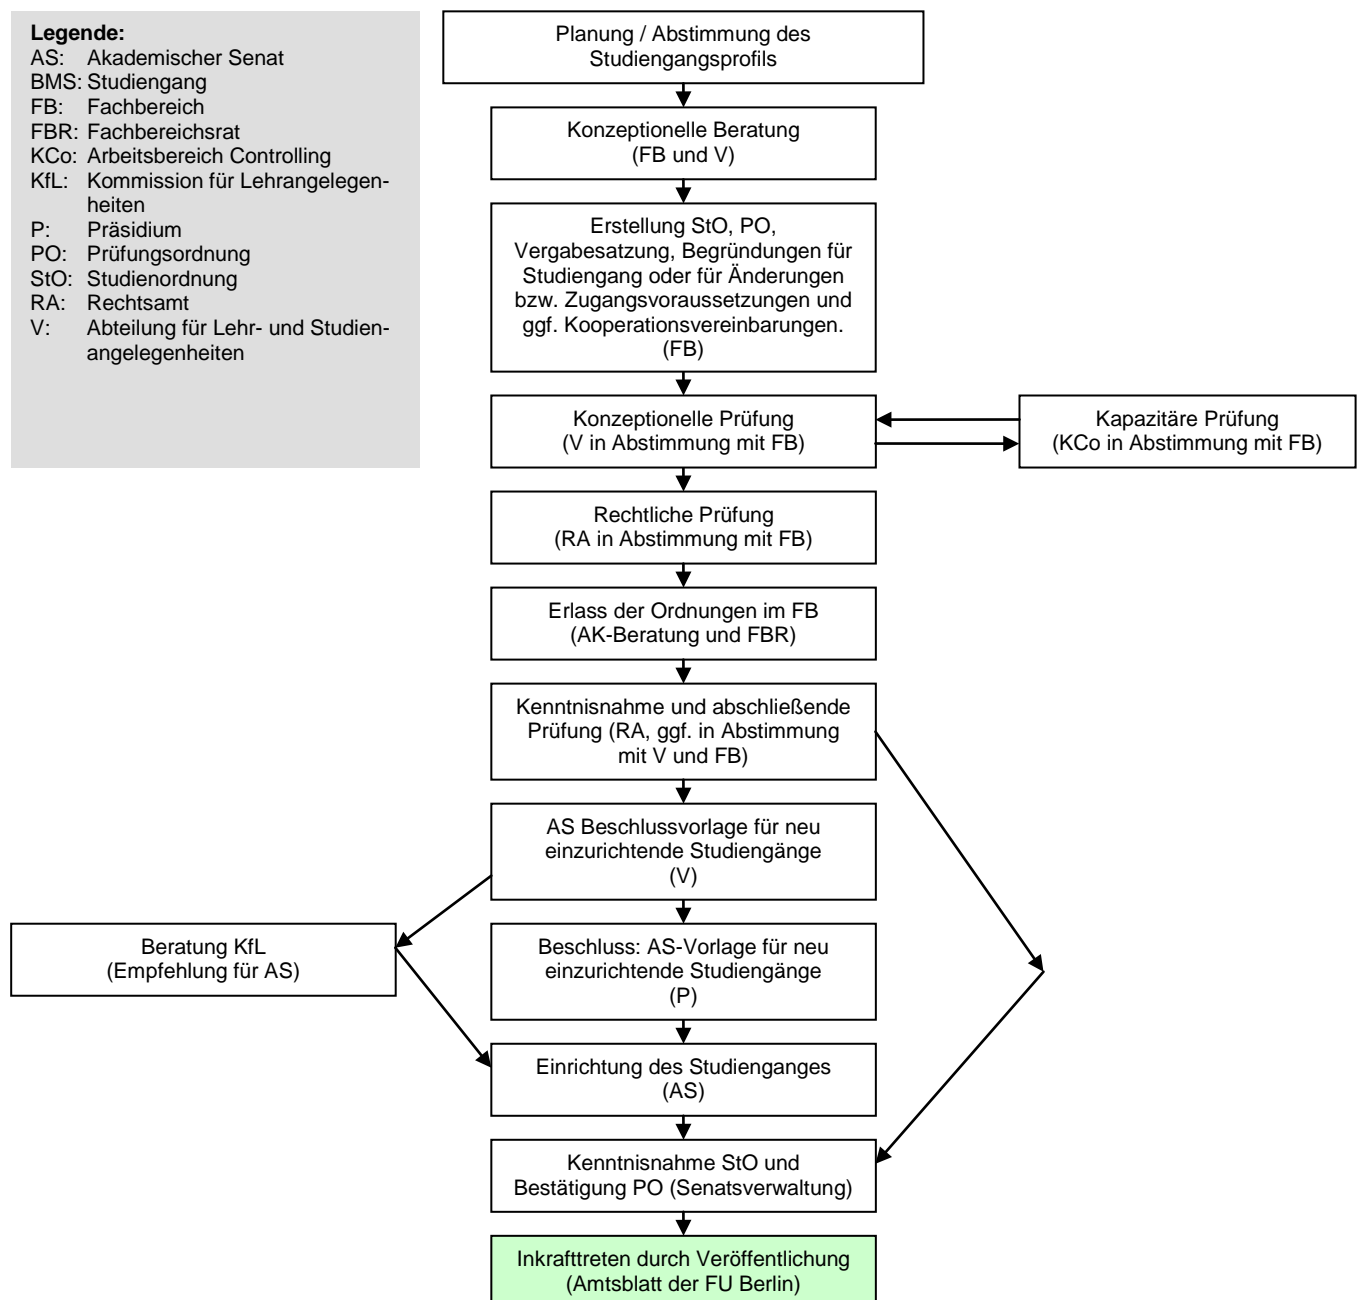 Legende:
AS: Akademischer Senat
BMS: Studiengang
FB: Fachbereich
FBR: Fachbereichsrat
KCo: Arbeitsbereich Controlling
KfL: Kommission für Lehrangelegen-
heiten
P: Präsidium
PO: Prüfungsordnung
StO: Studienordnung
RA: Rechtsamt
V: Abteilung für Lehr- und Studien-
angelegenheiten
Planung / Abstimmung des
Studiengangsprofils
Konzeptionelle Beratung
(FB und V)
Erstellung StO, PO,
Vergabesatzung, Begründungen für
Studiengang oder für Änderungen
bzw. Zugangsvoraussetzungen und
ggf. Kooperationsvereinbarungen.
(FB)
Konzeptionelle Prüfung
(V in Abstimmung mit FB)
Kapazitäre Prüfung
(KCo in Abstimmung mit FB)
Rechtliche Prüfung
(RA in Abstimmung mit FB)
Erlass der Ordnungen im FB
(AK-Beratung und FBR)
Kenntnisnahme und abschließende
Prüfung (RA, ggf. in Abstimmung
mit V und FB)
AS Beschlussvorlage für neu
einzurichtende Studiengänge
(V)
Beratung KfL
(Empfehlung für AS)
Beschluss: AS-Vorlage für neu
einzurichtende Studiengänge
(P)
Einrichtung des Studienganges
(AS)
Kenntnisnahme StO und
Bestätigung PO (Senatsverwaltung)
Inkrafttreten durch Veröffentlichung
(Amtsblatt der FU Berlin)